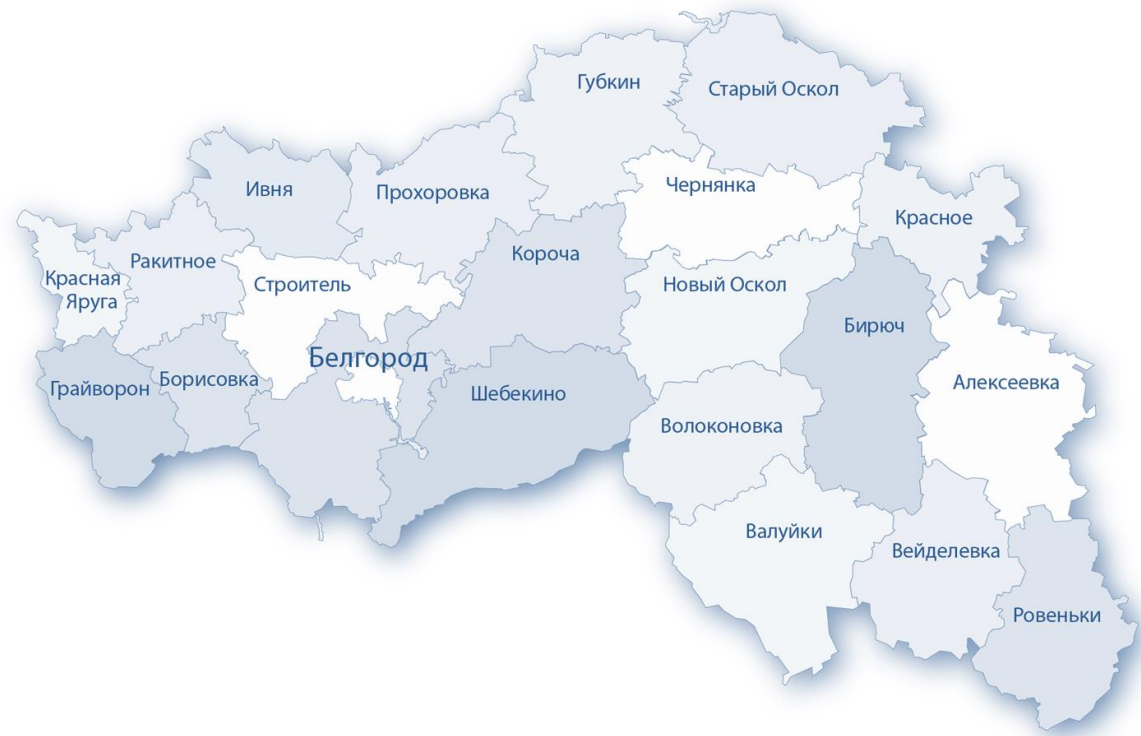 Губкин
Старый Оскол
Ивня
Прохоровка
Чернянка
Красное
Ракитное
Короча
Красная
Яруга
Строитель
Новый Оскол
Бирюч
Белгород
Грайворон
Борисовка
Шебекино
Алексеевка
Волоконовка
Валуйки
Вейделевка
Ровеньки